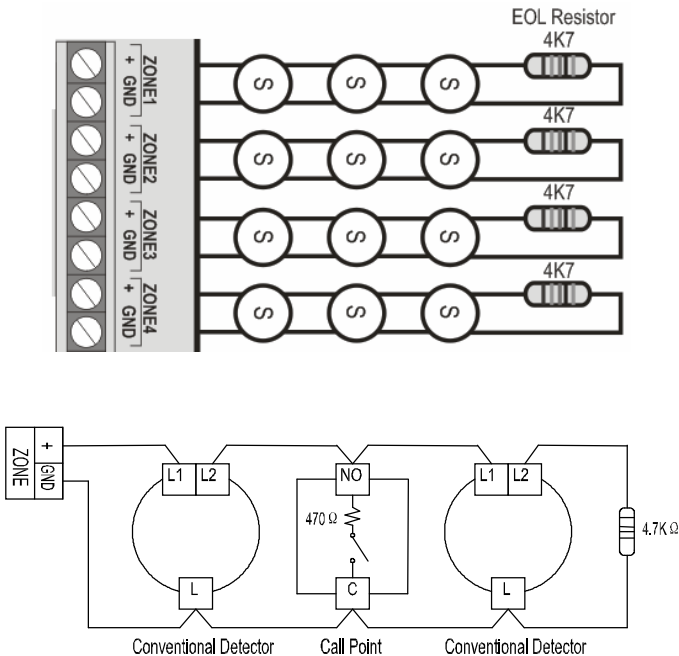 EOL Resistor
4K7
+ GND ZONE1
S S S
4K7
+ GND ZONE2
S S S
4K7
+ GND ZONE3
S S S
4K7
+ GND ZONE4
S S S
ZONE + GND
L1 L2
NO
L1 L2
470 Ω
4.7K Ω
L
C
L
Conventional Detector
Call Point
Conventional Detector